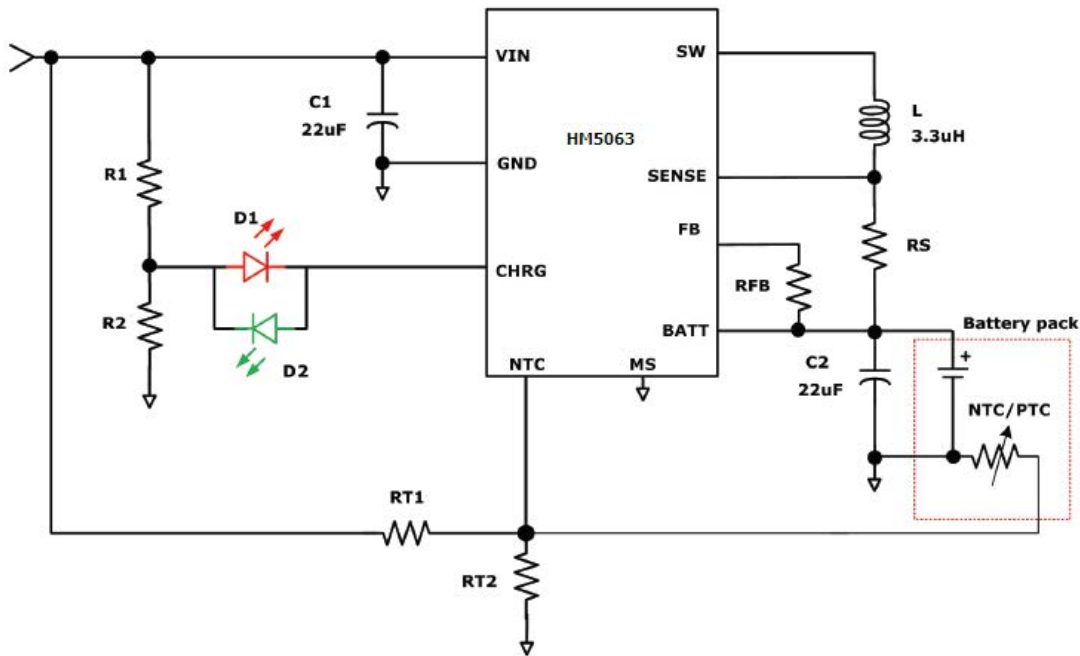 VIN
SW
C1
22uF
L
3.3uH
HM5063
GND
R1
SENSE
D1
FB
RS
CHRG
RFB
R2
BATT
Battery pack
D2
NTC
MS
C2
22uF
+
NTC/PTC
RT1
RT2